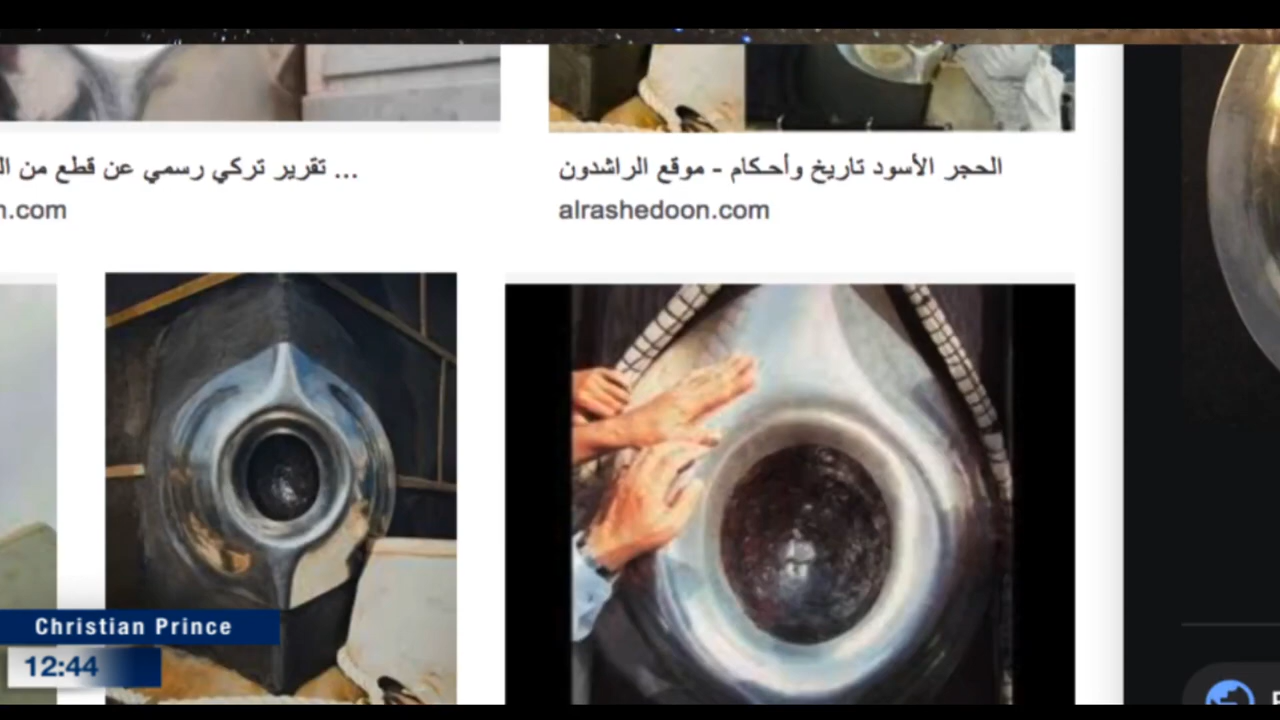 ... تقرير تركي رسمي عن قطع من
الحجر الأسود تاريخ وأحكام - موقع الراشدون
n.com
alrashedoon.com
Christian Prince
12:44